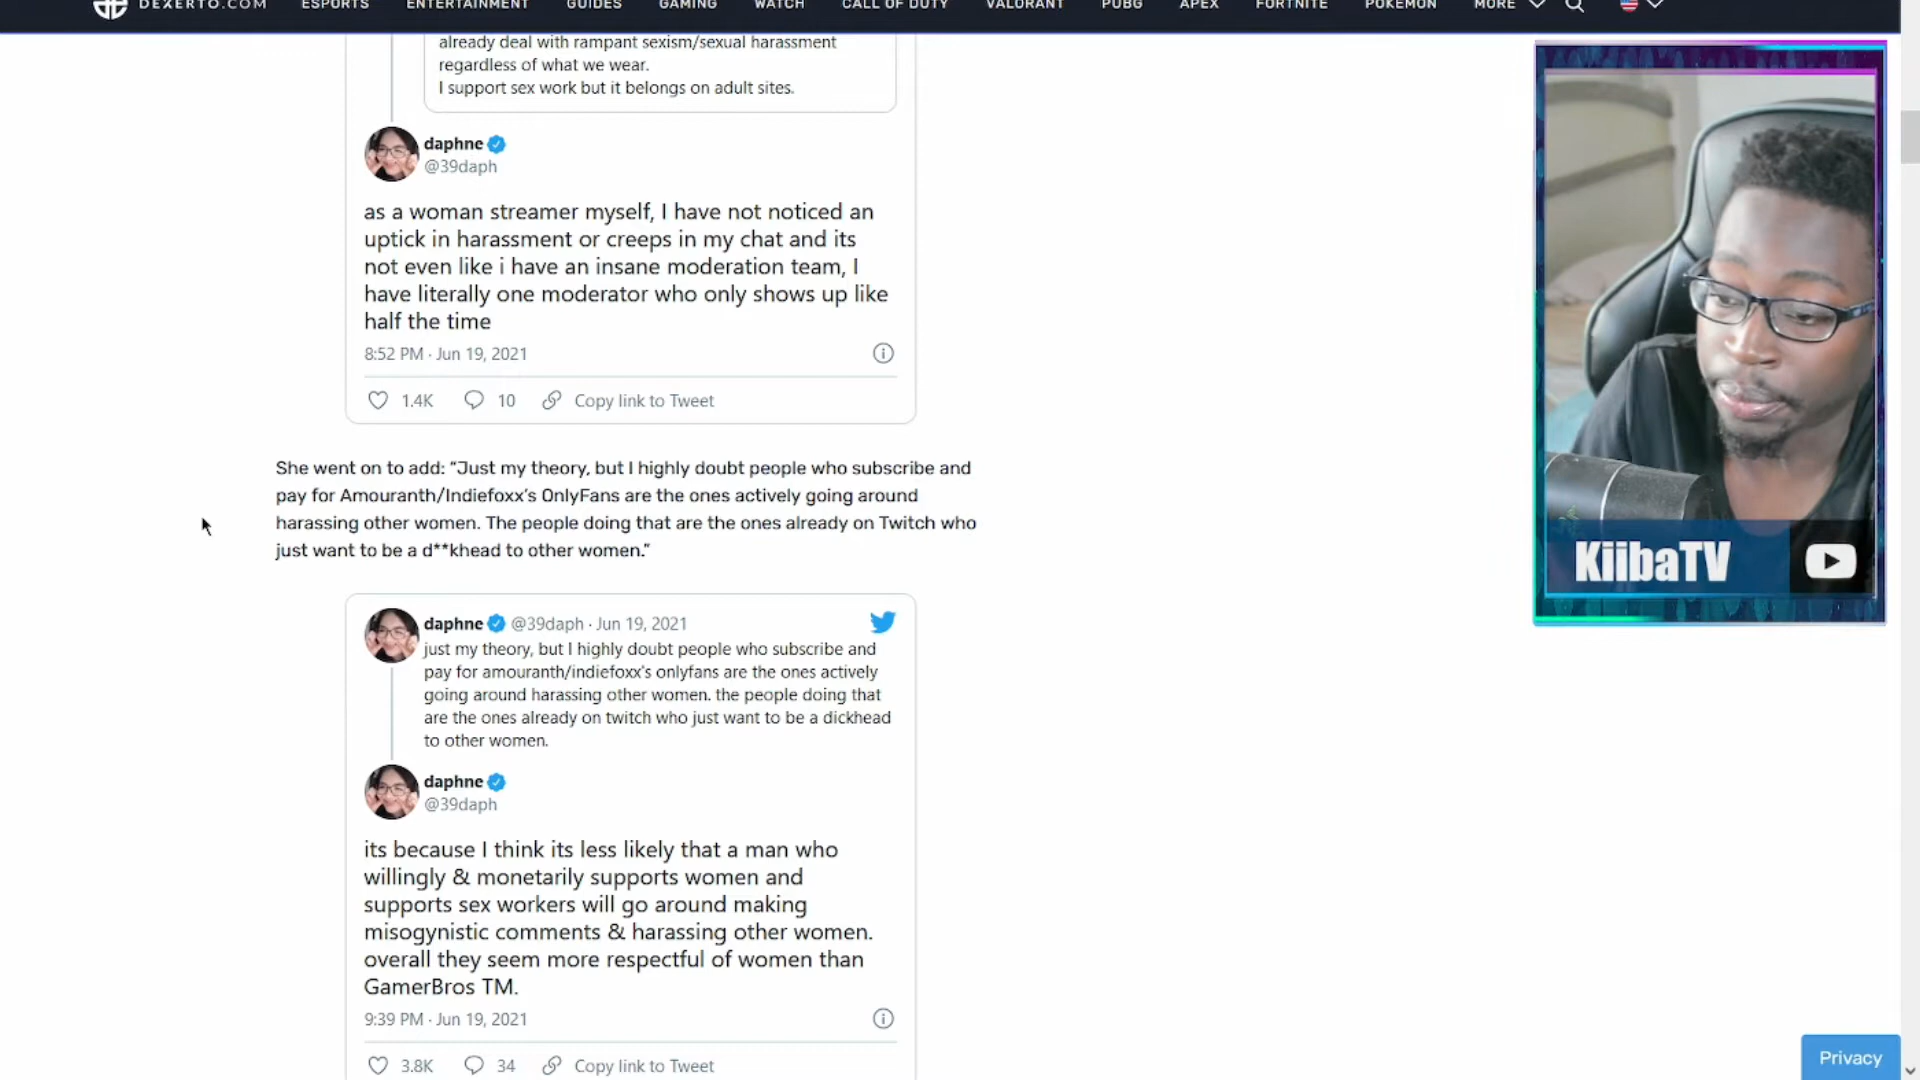 DEXERTO.COM ESPORTS ENTERTAINMENT GUIDES GAMING WATCH CALL OF DUTY VALORANT PUBG APEX FORTNITE POKEMON MORE
already deal with rampant sexism/sexual harassment
regardless of what we wear.
I support sex work but it belongs on adult sites.
daphne
@39daph
as a woman streamer myself, I have not noticed an
uptick in harassment or creeps in my chat and its
not even like i have an insane moderation team, I
have literally one moderator who only shows up like
half the time
8:52 PM · Jun 19, 2021
1.4K 10 Copy link to Tweet
She went on to add: “Just my theory, but I highly doubt people who subscribe and
pay for Amouranth/Indiefoxx’s OnlyFans are the ones actively going around
harassing other women. The people doing that are the ones already on Twitch who
just want to be a d**khead to other women.”
daphne @39daph · Jun 19, 2021
just my theory, but I highly doubt people who subscribe and
pay for amouranth/indiefoxx's onlyfans are the ones actively
going around harassing other women. the people doing that
are the ones already on twitch who just want to be a dickhead
to other women.
daphne
@39daph
its because I think its less likely that a man who
willingly & monetarily supports women and
supports sex workers will go around making
misogynistic comments & harassing other women.
overall they seem more respectful of women than
GamerBros TM.
9:39 PM · Jun 19, 2021
3.8K 34 Copy link to Tweet
KiibaTV
Privacy